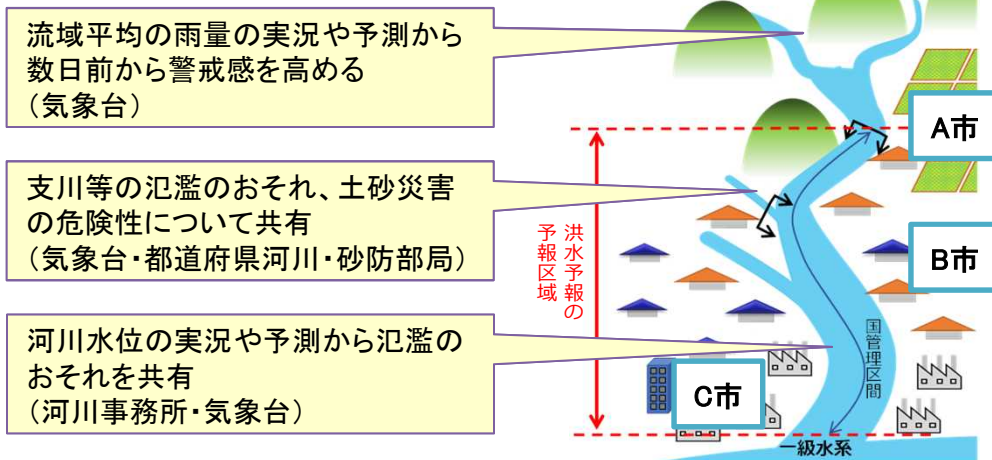 流域平均の雨量の実況や予測から
数日前から警戒感を高める
（気象台）
支川等の氾濫のおそれ、土砂災害
の危険性について共有
（気象台・都道府県河川・砂防部局）
河川水位の実況や予測から氾濫の
おそれを共有
（河川事務所・気象台）
A市
B市
C市
洪水予報の
予報区域
国管理区間
一級水系